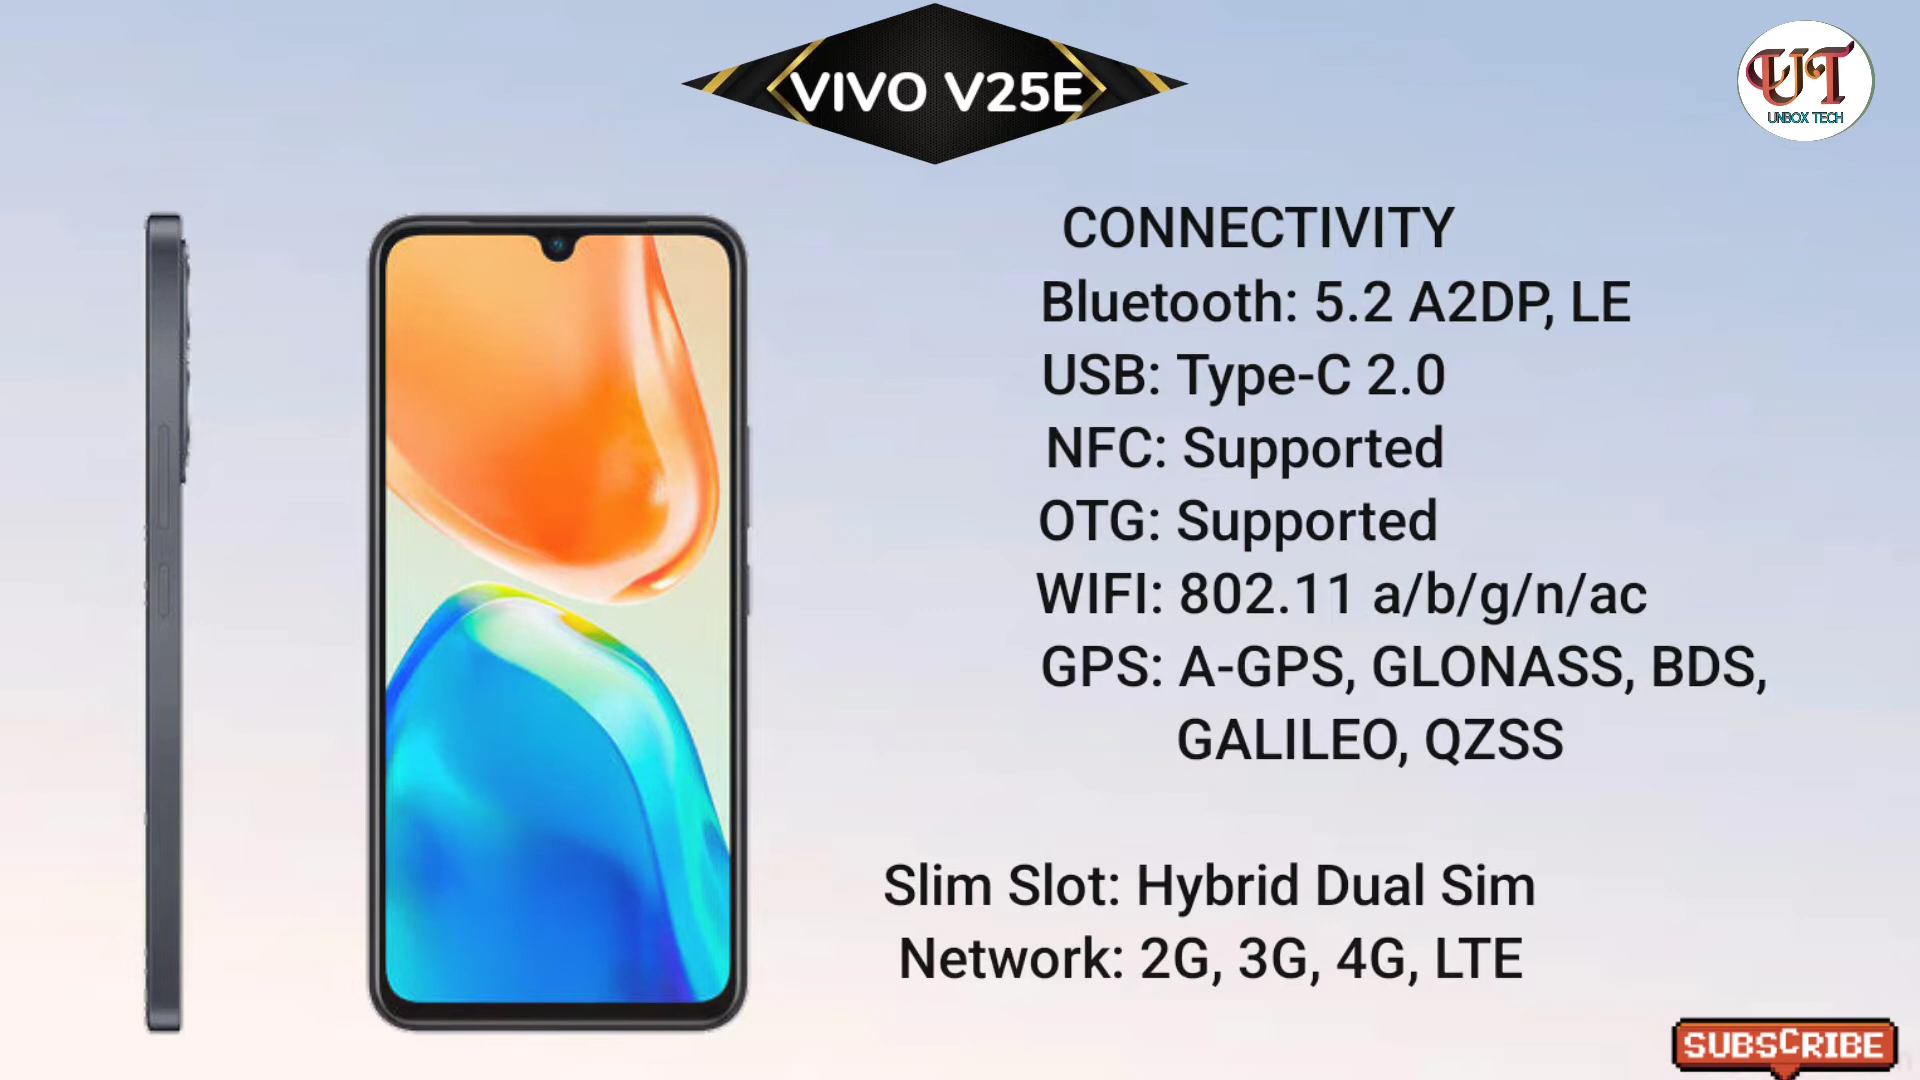 VIVO V25E
UT
UNBOX TECH
CONNECTIVITY
Bluetooth: 5.2 A2DP, LE
USB: Type-C 2.0
NFC: Supported
OTG: Supported
WIFI: 802.11 a/b/g/n/ac
GPS: A-GPS, GLONASS, BDS,
GALILEO, QZSS
Slim Slot: Hybrid Dual Sim
Network: 2G, 3G, 4G, LTE
SUBSCRIBE